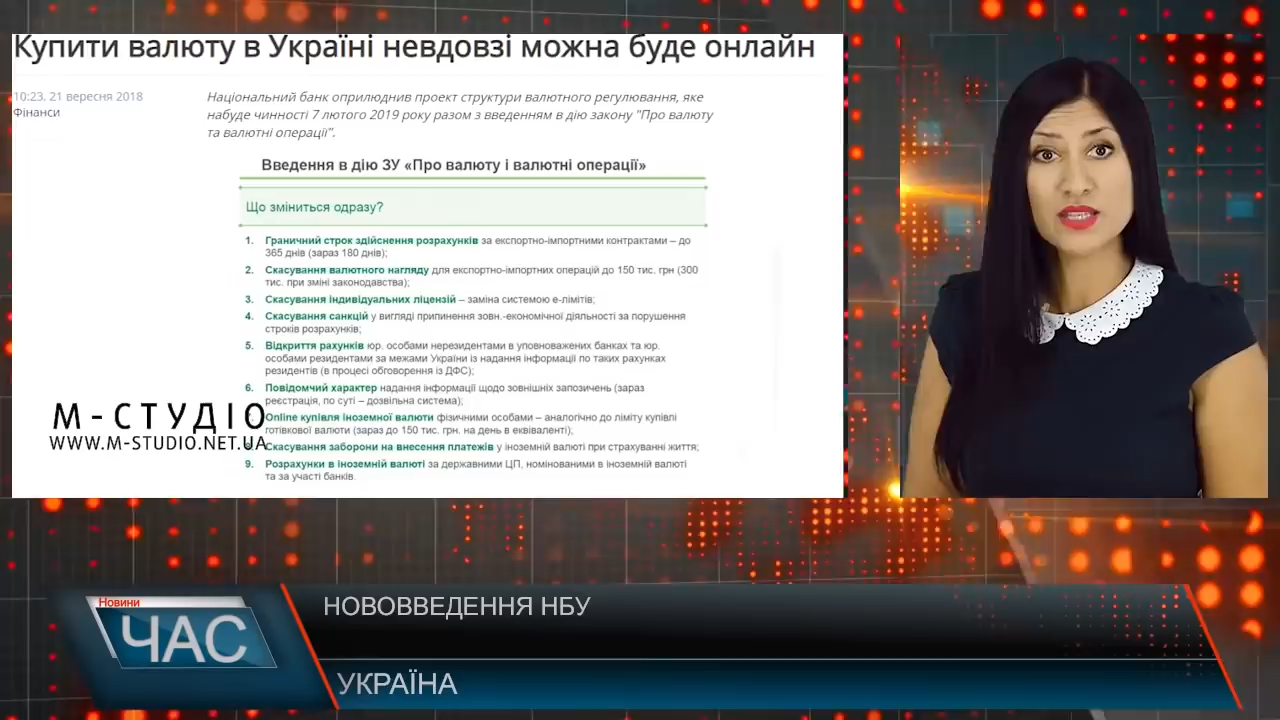 Купити валюту в Україні невдовзі можна буде онлайн
10:23, 21 вересня 2018
Фінанси
Національний банк оприлюднив проект структури валютного регулювання, яке
набуде чинності 7 лютого 2019 року разом з введенням в дію закону "Про валюту
та валютні операції".
Введення в дію ЗУ «Про валюту і валютні операції»
Що зміниться одразу?
1. Граничний строк здійснення розрахунків за експортно-імпортними контрактами – до
365 днів (зараз 180 днів);
2. Скасування валютного нагляду для експортно-імпортних операцій до 150 тис. грн (300
тис. при зміні законодавства);
3. Скасування індивідуальних ліцензій – заміна системою е-лімітів;
4. Скасування санкцій у вигляді припинення зовн.-економічної діяльності за порушення
строків розрахунків;
5. Відкриття рахунків юр. особами нерезидентами в уповноважених банках та юр.
особами резидентами за межами України із надання інформації по таких рахунках
резидентів (в процесі обговорення із ДФС);
6. Повідомчий характер надання інформації щодо зовнішніх запозичень (зараз
реєстрація, по суті – дозвільна система);
Online купівля іноземної валюти фізичними особами – аналогічно до ліміту купівлі
готівкової валюти (зараз до 150 тис. грн. на день в еквіваленті);
Скасування заборони на внесення платежів у іноземній валюті при страхуванні життя;
9. Розрахунки в іноземній валюті за державними ЦП, номінованими в іноземній валюті
та за участі банків.
М-СТУДІО
WWW.M-STUDIO.NET.UA
Новини
ЧАС
НОВОВВЕДЕННЯ НБУ
УКРАЇНА